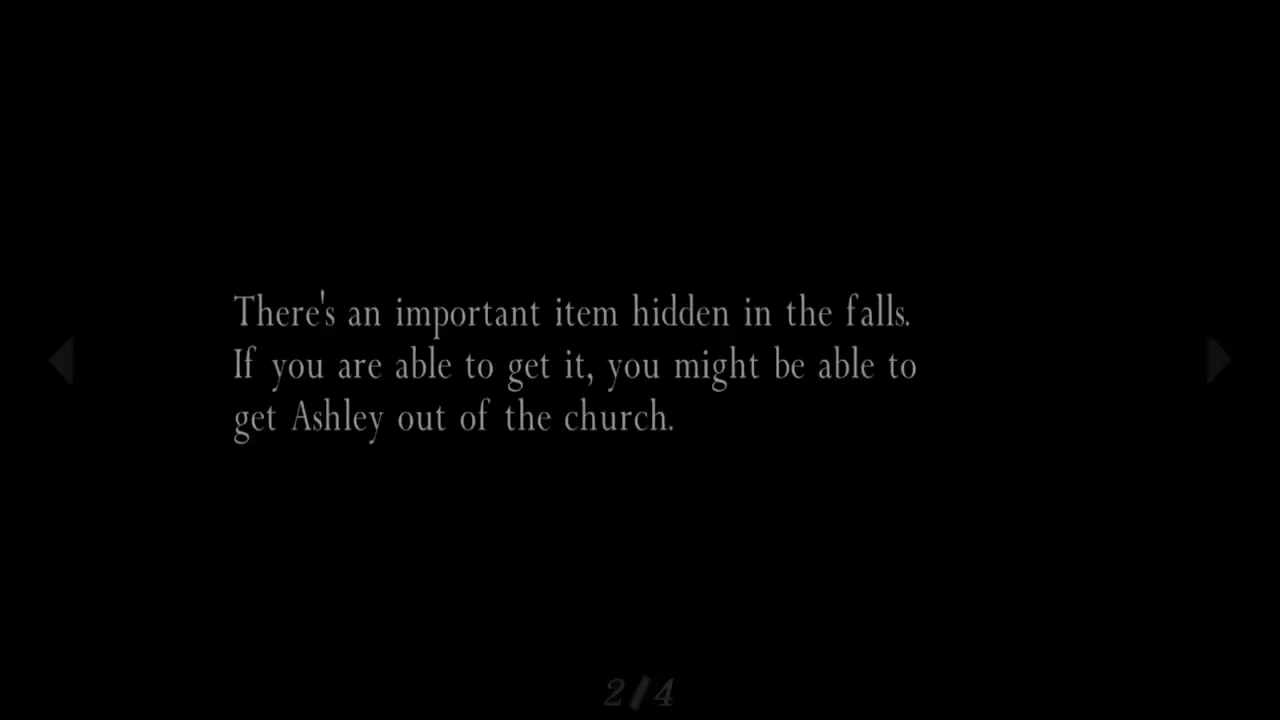 There's an important item hidden in the falls.
If you are able to get it, you might be able to
get Ashley out of the church.
2/4